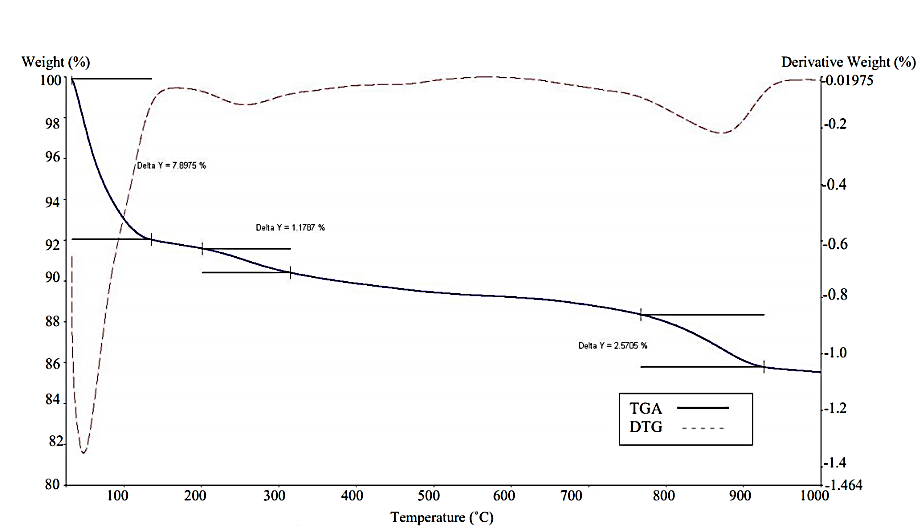 Weight (%)
Derivative Weight (%)
100
98
96
94
92
90
88
86
84
82
80
-0.01975
-0.2
-0.4
-0.6
-0.8
-1.0
-1.2
-1.4
-1.464
Delta Y = 7.8975 %
Delta Y = 1.1787 %
Delta Y = 2.5705 %
TGA
DTG
100 200 300 400 500 600 700 800 900 1000
Temperature (˚C)